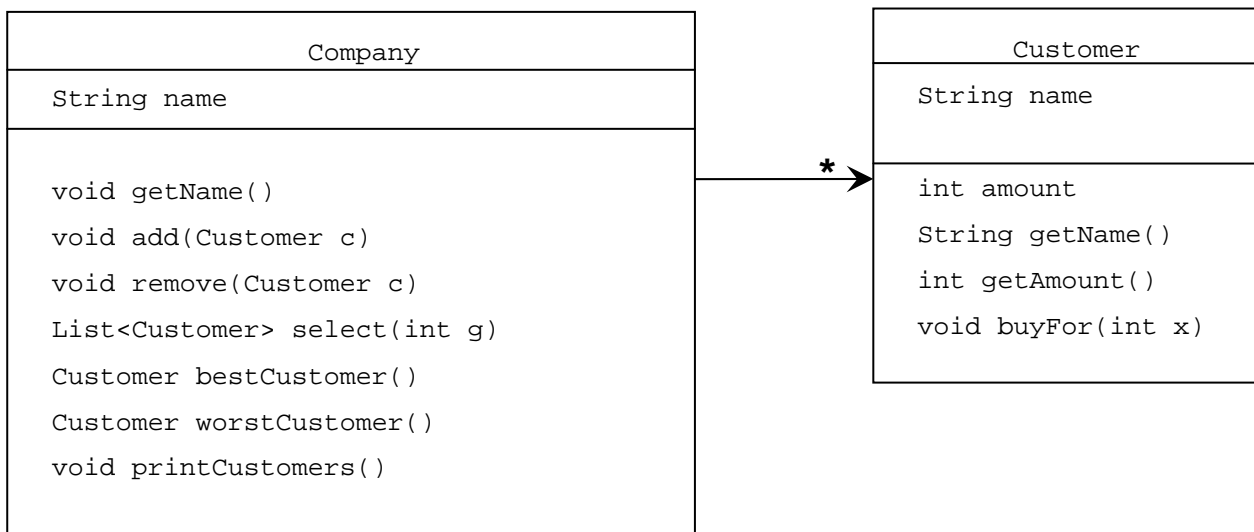 Company
String name
void getName()
void add(Customer c)
void remove(Customer c)
List<Customer> select(int g)
Customer bestCustomer()
Customer worstCustomer()
void printCustomers()
*
Customer
String name
int amount
String getName()
int getAmount()
void buyFor(int x)